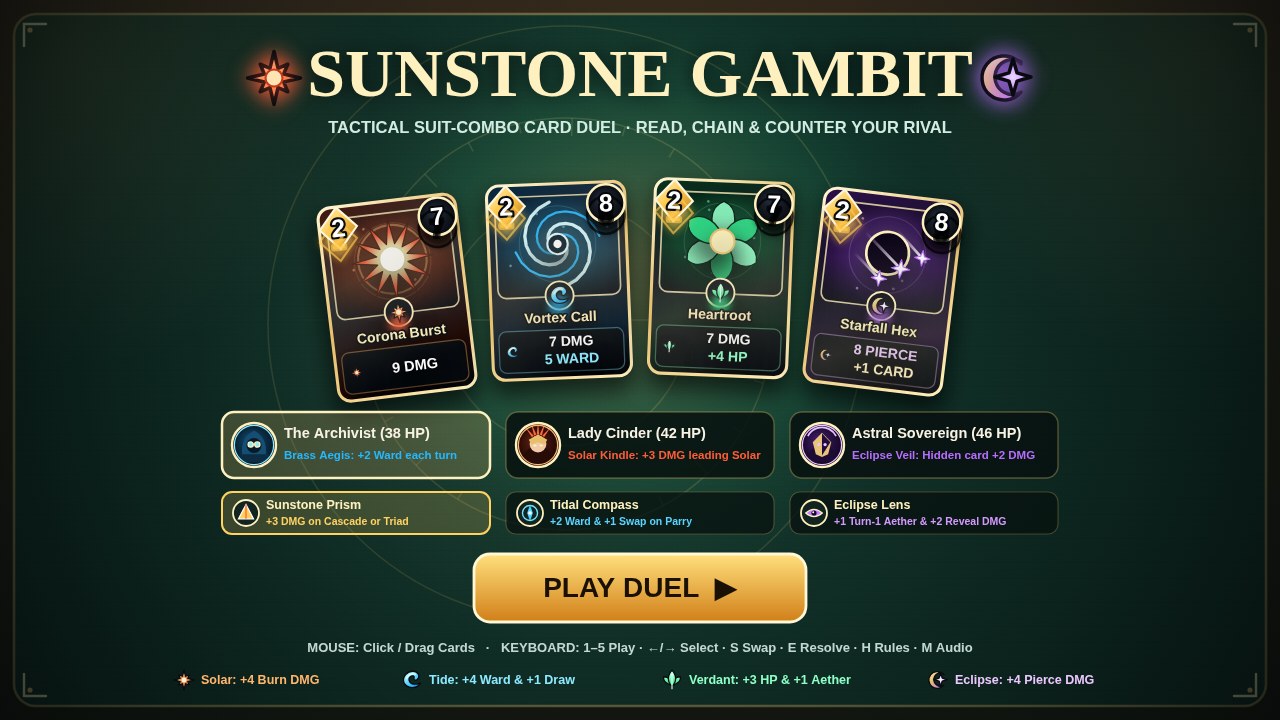 SUNSTONE GAMBIT
TACTICAL SUIT-COMBO CARD DUEL · READ, CHAIN & COUNTER YOUR RIVAL
2
7
Corona Burst
9 DMG
2
8
Vortex Call
7 DMG
5 WARD
2
7
Heartroot
7 DMG
+4 HP
2
8
Starfall Hex
8 PIERCE
+1 CARD
The Archivist (38 HP)
Brass Aegis: +2 Ward each turn
Lady Cinder (42 HP)
Solar Kindle: +3 DMG leading Solar
Astral Sovereign (46 HP)
Eclipse Veil: Hidden card +2 DMG
Sunstone Prism
+3 DMG on Cascade or Triad
Tidal Compass
+2 Ward & +1 Swap on Parry
Eclipse Lens
+1 Turn-1 Aether & +2 Reveal DMG
PLAY DUEL ▶
MOUSE: Click / Drag Cards · KEYBOARD: 1–5 Play · ←/→ Select · S Swap · E Resolve · H Rules · M Audio
Solar: +4 Burn DMG
Tide: +4 Ward & +1 Draw
Verdant: +3 HP & +1 Aether
Eclipse: +4 Pierce DMG